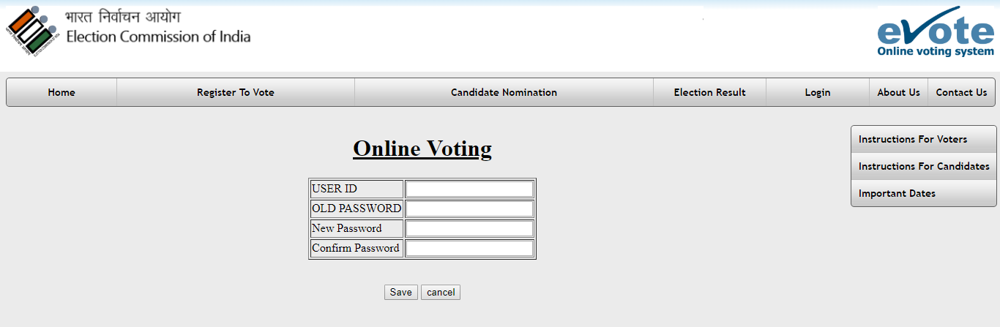 भारत निर्वाचन आयोग
Election Commission of India
evote
Online voting system
Home Register To Vote Candidate Nomination Election Result Login About Us Contact Us
Instructions For Voters
Instructions For Candidates
Important Dates
Online Voting
USER ID
OLD PASSWORD
New Password
Confirm Password
Save cancel